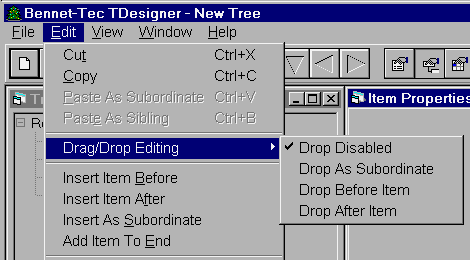 Bennet-Tec TDesigner - New Tree
File Edit View Window Help
Cut Ctrl+X
Copy Ctrl+C
Paste As Subordinate Ctrl+V
Paste As Sibling Ctrl+B
Item Properties
Drag/Drop Editing
Drop Disabled
Drop As Subordinate
Drop Before Item
Drop After Item
Insert Item Before
Insert Item After
Insert As Subordinate
Add Item To End